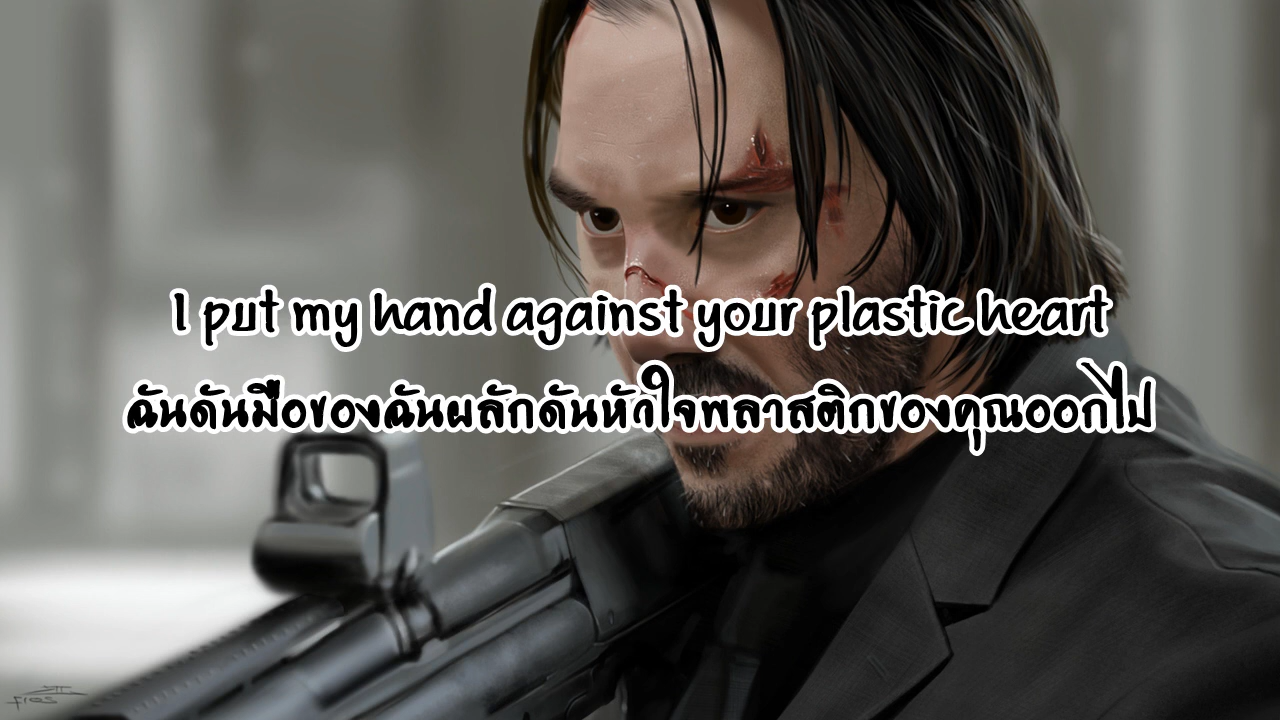 I put my hand against your plastic heart
ฉันดันมือของฉันผลักดันหัวใจพลาสติกของคุณออกไป